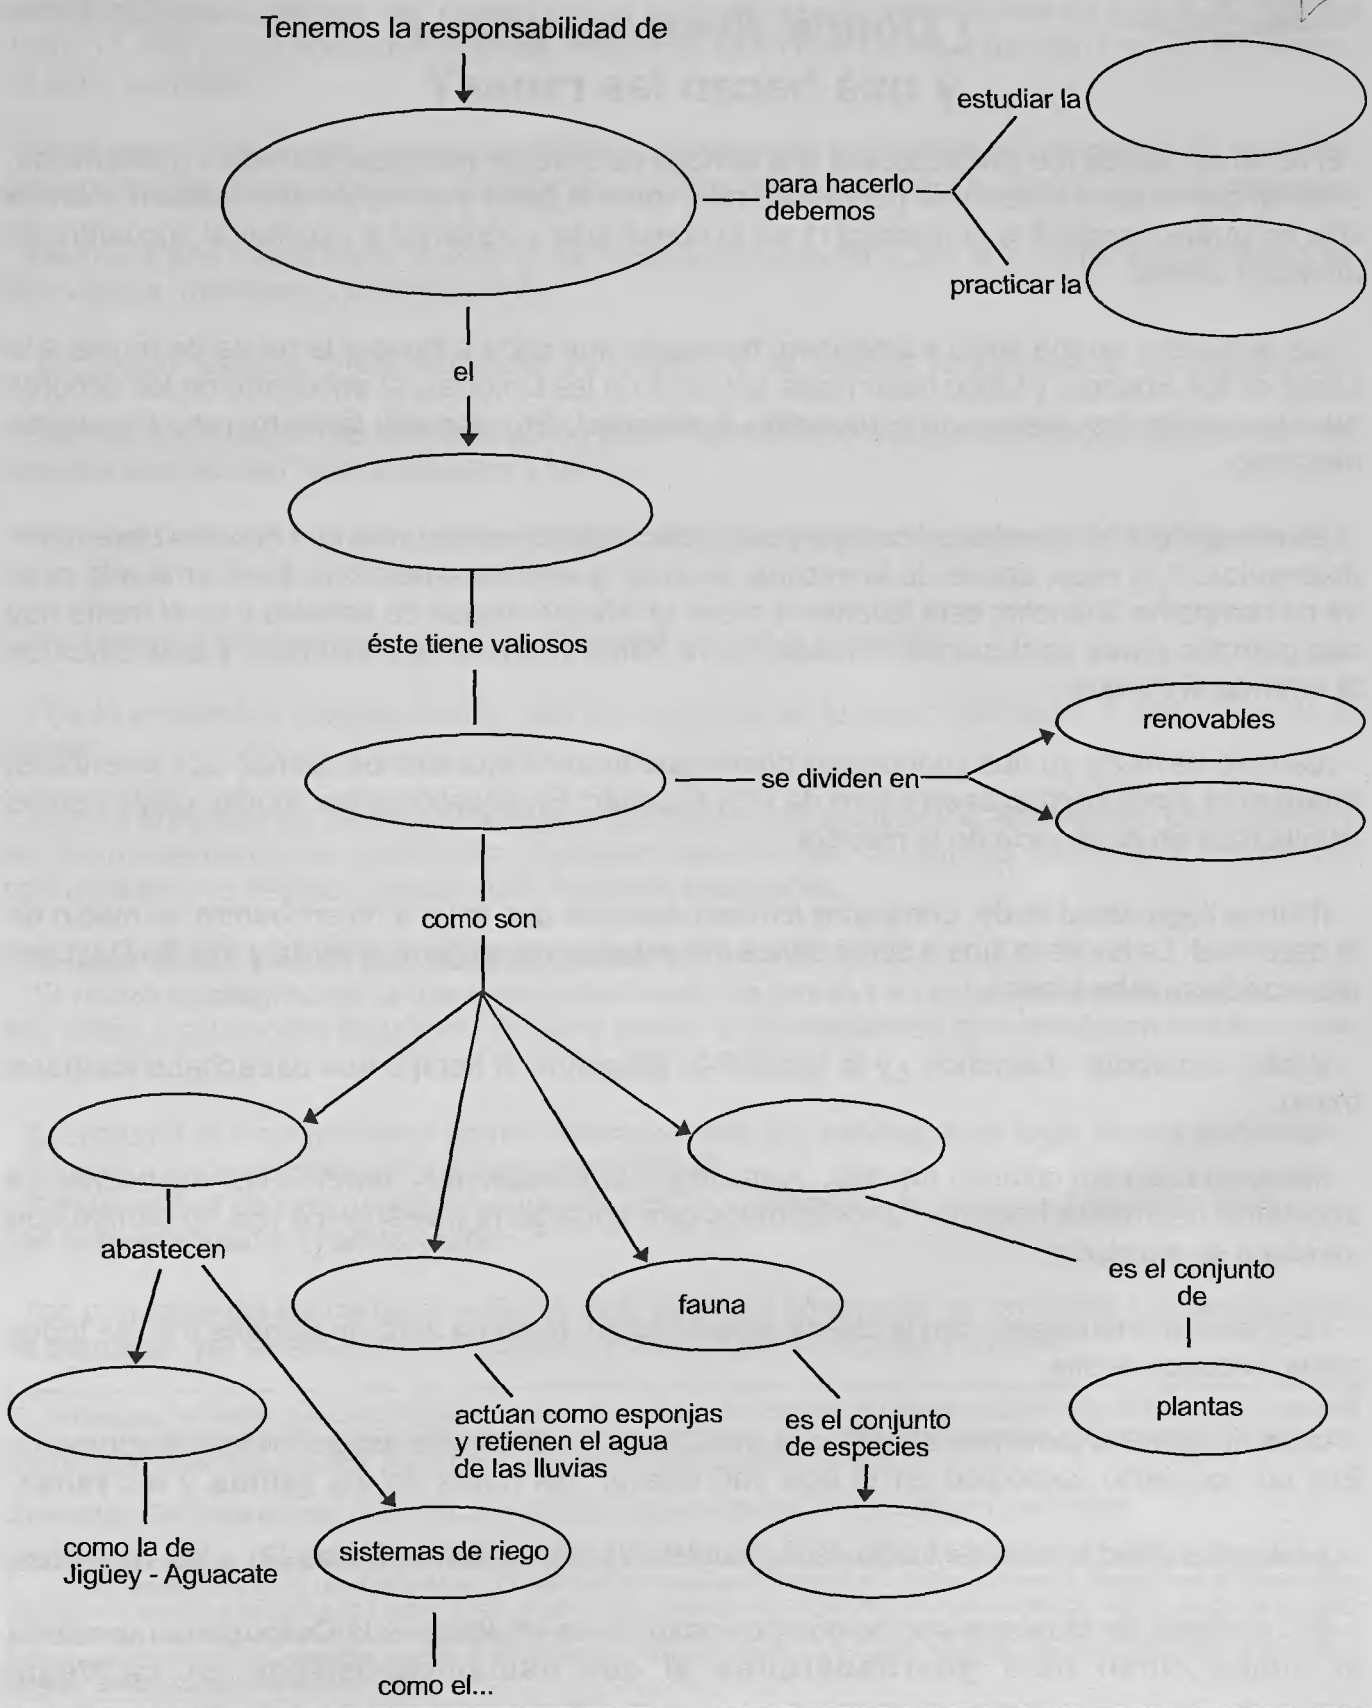 Tenemos la responsabilidad de
estudiar la
para hacerlo
debemos
practicar la
el
éste tiene valiosos
renovables
se dividen en
como son
abastecen
fauna
es el conjunto
de
plantas
actúan como esponjas
y retienen el agua
de las lluvias
es el conjunto
de especies
como la de
Jigüey - Aguacate
sistemas de riego
como el...